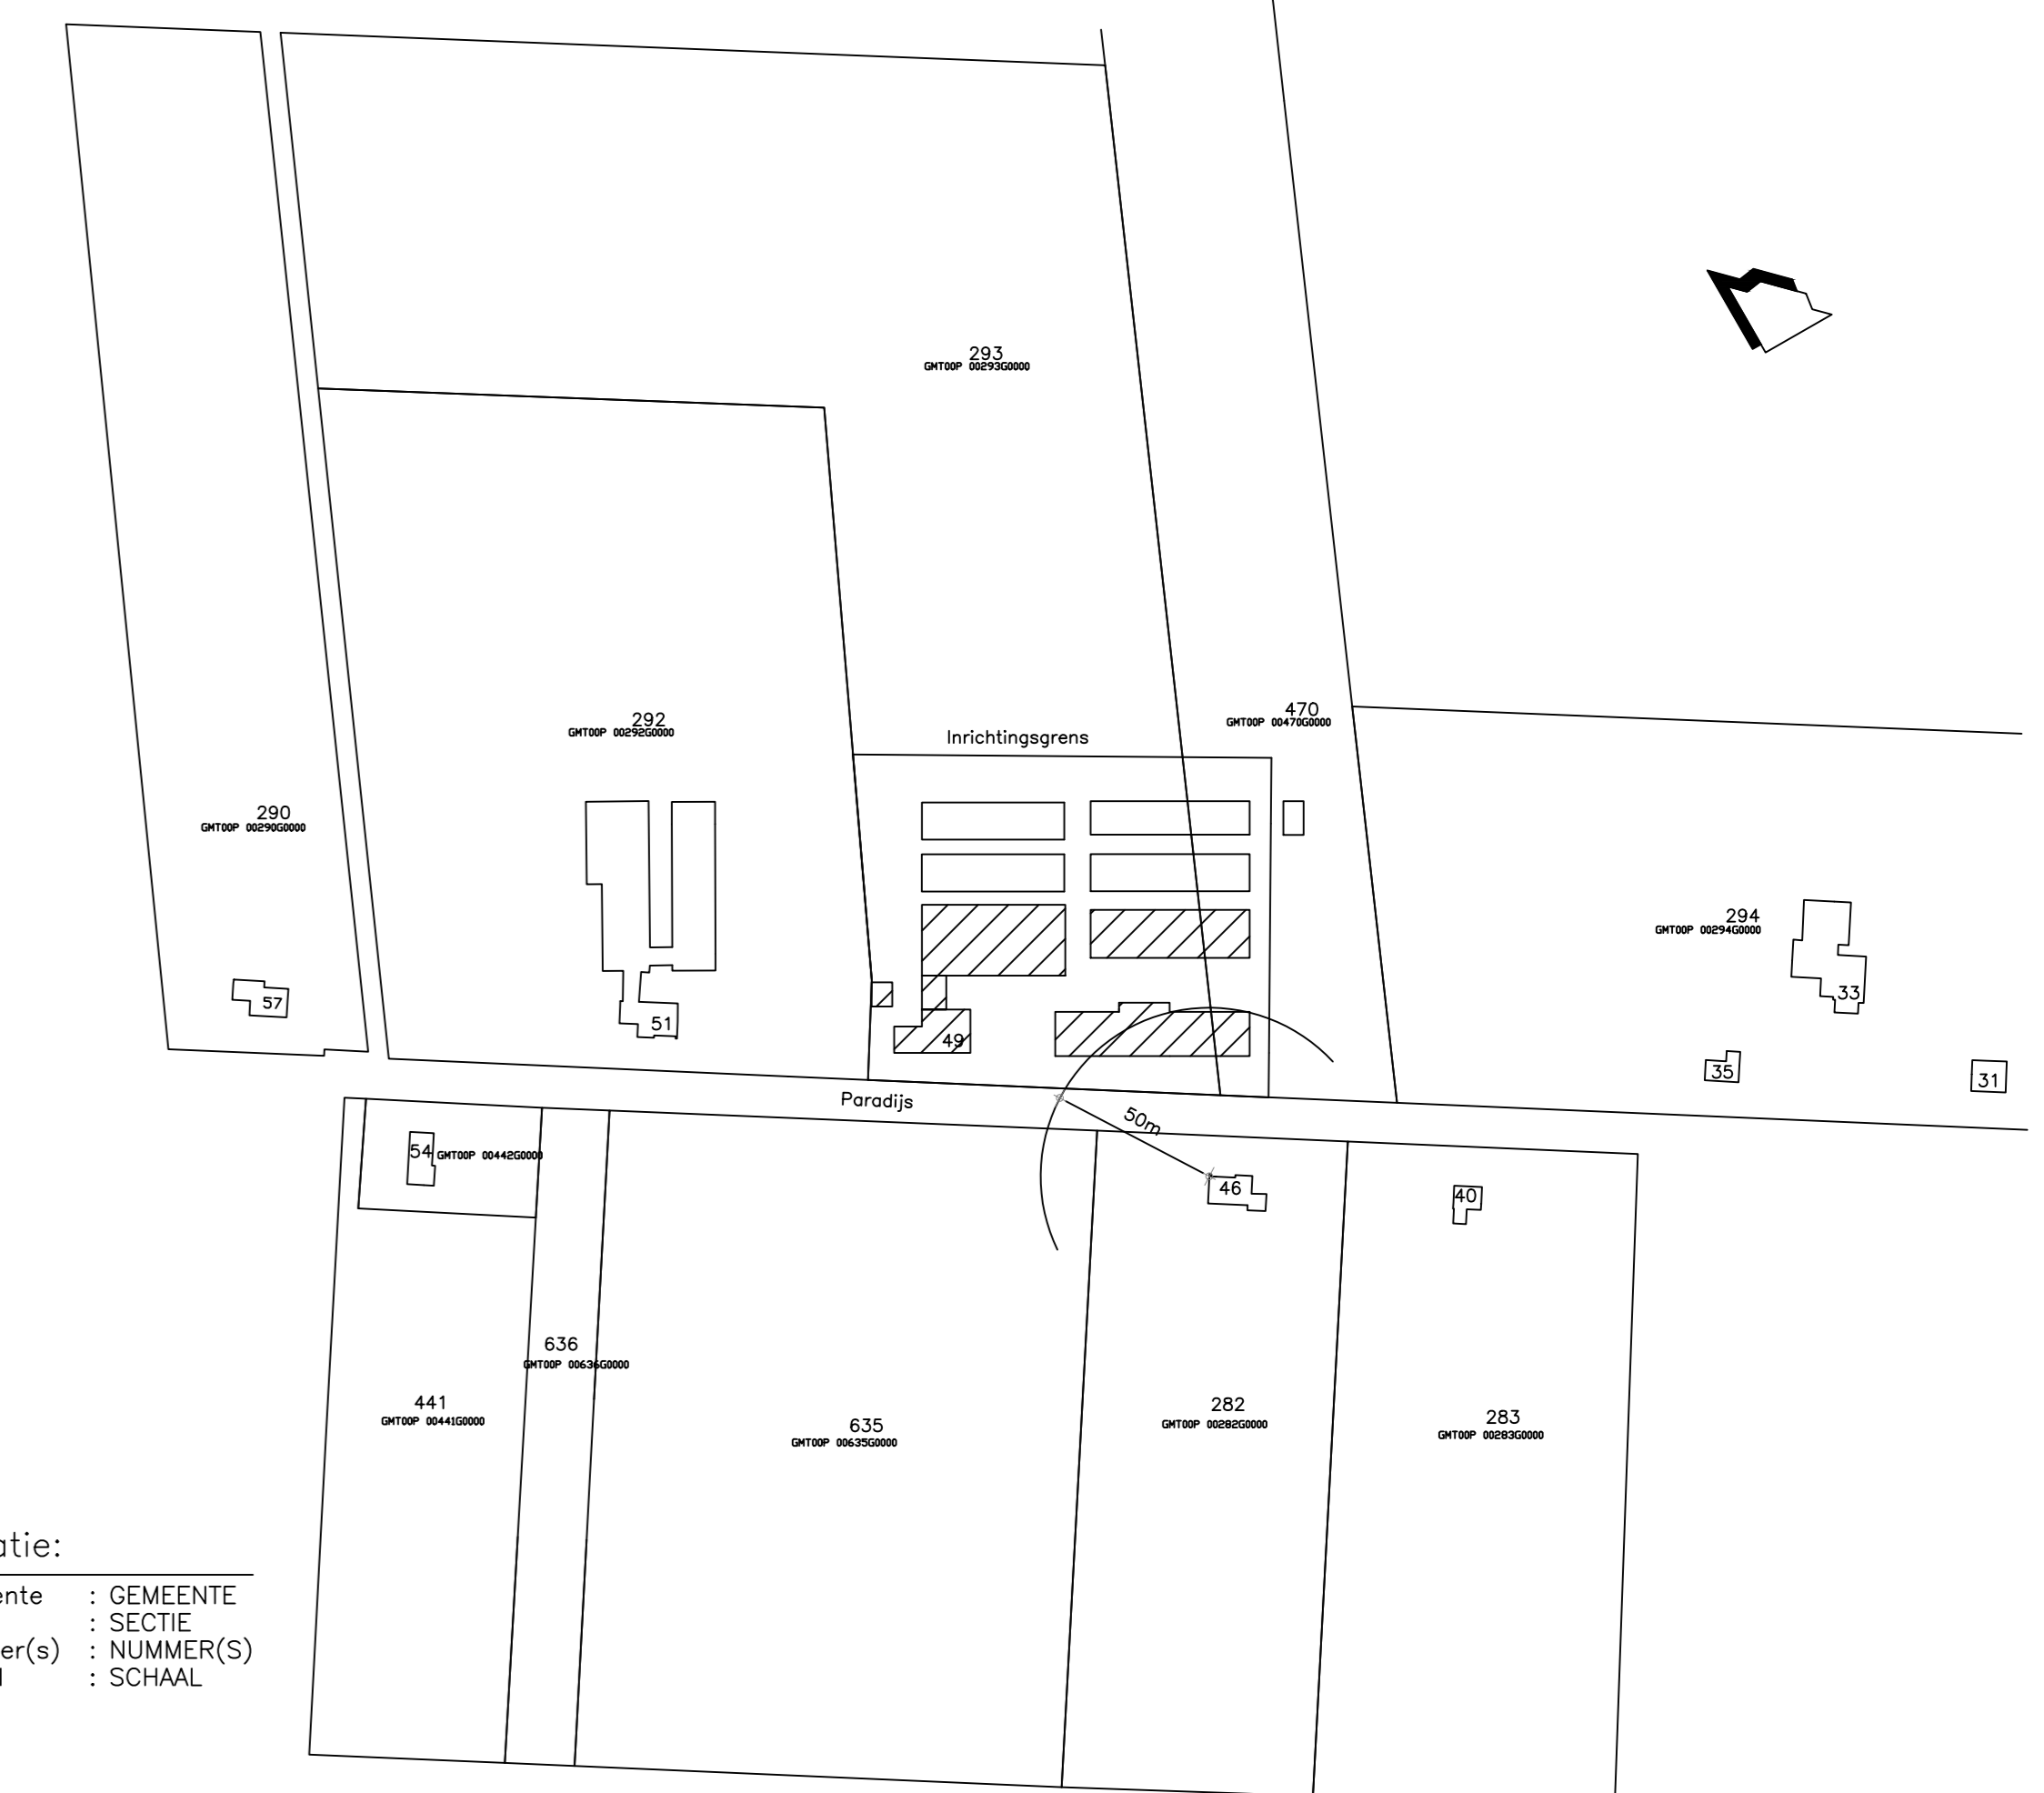 293
GMT00P 00293G0000
292
GMT00P 00292G0000
470
GMT00P 00470G0000
Inrichtingsgrens
290
GMT00P 00290G0000
294
GMT00P 00294G0000
33
57
51
49
35
31
Paradijs
50m
54
GMT00P 00442G0000
46
40
636
GMT00P 00636G0000
441
GMT00P 00441G0000
635
GMT00P 00635G0000
282
GMT00P 00282G0000
283
GMT00P 00283G0000
atie:
nte : GEMEENTE
: SECTIE
er(s) : NUMMER(S)
l : SCHAAL